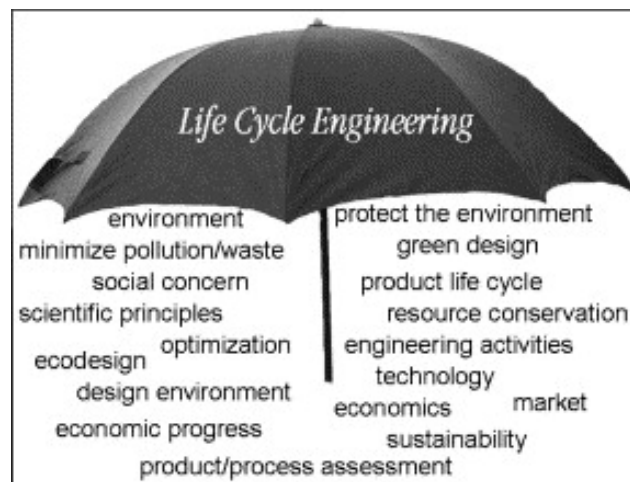 Life Cycle Engineering
environment
protect the environment
minimize pollution/waste
green design
social concern
product life cycle
scientific principles
resource conservation
optimization
engineering activities
ecodesign
technology
design environment
economics
market
economic progress
sustainability
product/process assessment